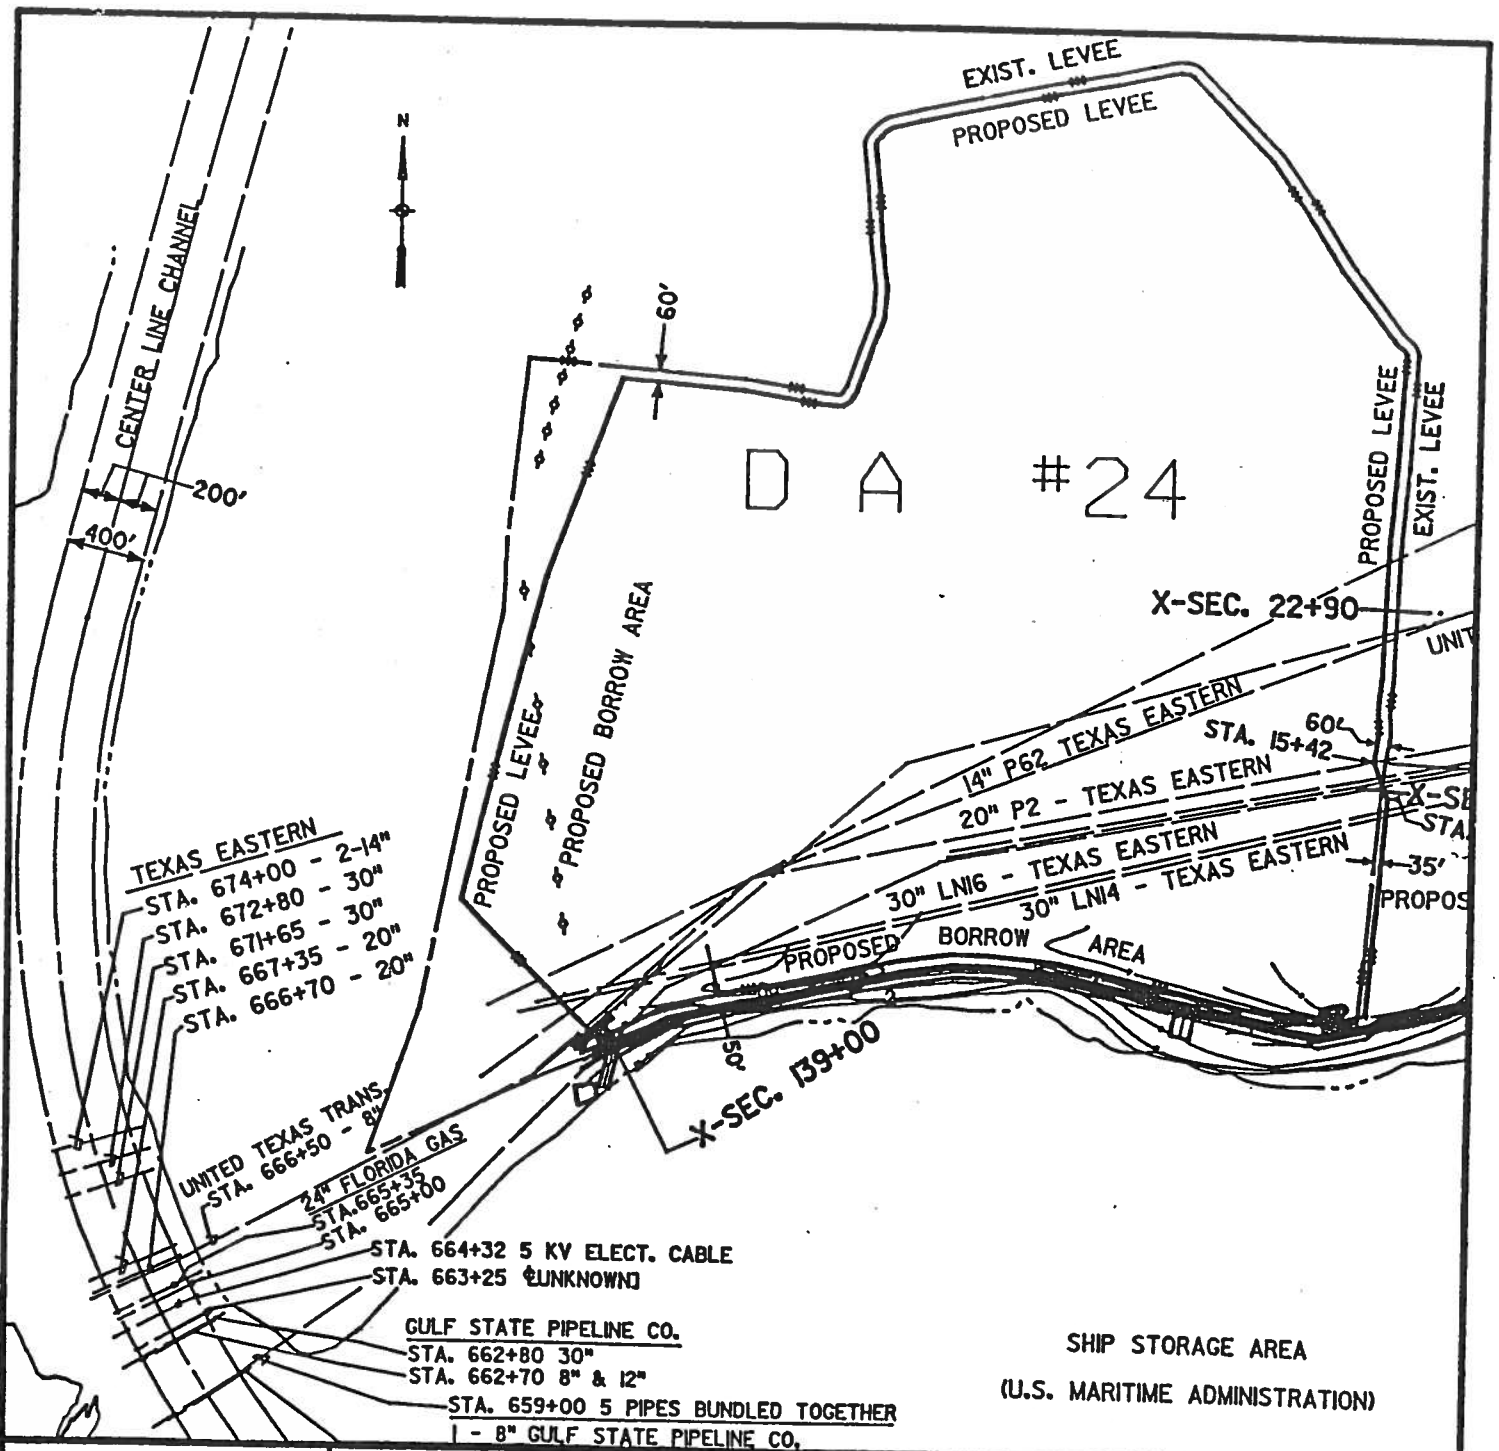 EXIST. LEVEE
PROPOSED LEVEE
N
CENTER LINE CHANNEL
60'
200'
400'
D A #24
PROPOSED LEVEE
EXIST. LEVEE
X-SEC. 22+90
UNIT
PROPOSED LEVEE
PROPOSED BORROW AREA
14" P62 TEXAS EASTERN
60'
STA. 15+42
20" P2 - TEXAS EASTERN
X-SE
STA.
30" LN16 - TEXAS EASTERN
30" LN14 - TEXAS EASTERN
35'
PROPOS
PROPOSED BORROW AREA
TEXAS EASTERN
STA. 674+00 - 2-14"
STA. 672+80 - 30"
STA. 671+65 - 30"
STA. 667+35 - 20"
STA. 666+70 - 20"
50'
X-SEC. 139+00
UNITED TEXAS TRANS.
STA. 666+50 - 8"
24" FLORIDA GAS
STA. 665+35
STA. 665+00
STA. 664+32 5 KV ELECT. CABLE
STA. 663+25 [UNKNOWN]
GULF STATE PIPELINE CO.
STA. 662+80 30"
STA. 662+70 8" & 12"
STA. 659+00 5 PIPES BUNDLED TOGETHER
1 - 8" GULF STATE PIPELINE CO.
SHIP STORAGE AREA
(U.S. MARITIME ADMINISTRATION)